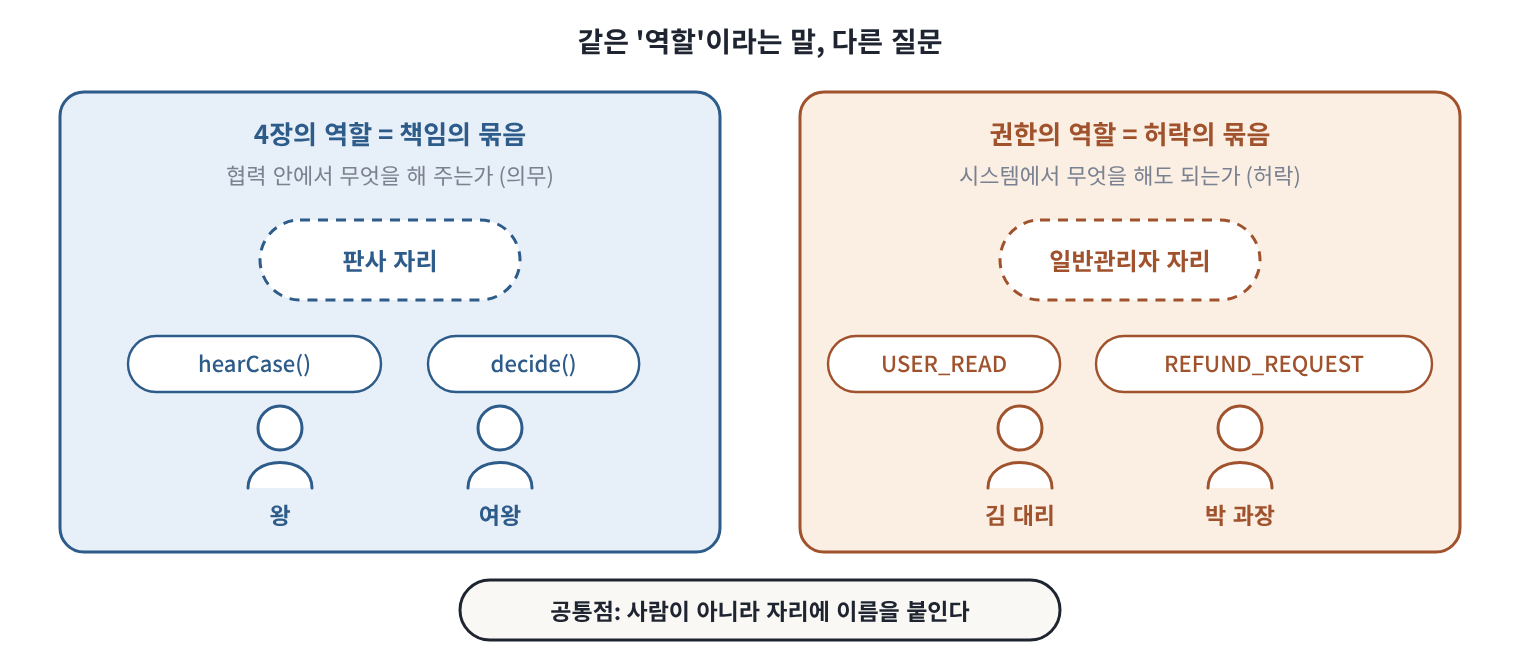 같은 '역할'이라는 말, 다른 질문
4장의 역할 = 책임의 묶음
협력 안에서 무엇을 해 주는가 (의무)
판사 자리
hearCase()
decide()
왕
여왕
권한의 역할 = 허락의 묶음
시스템에서 무엇을 해도 되는가 (허락)
일반관리자 자리
USER_READ
REFUND_REQUEST
김 대리
박 과장
공통점: 사람이 아니라 자리에 이름을 붙인다